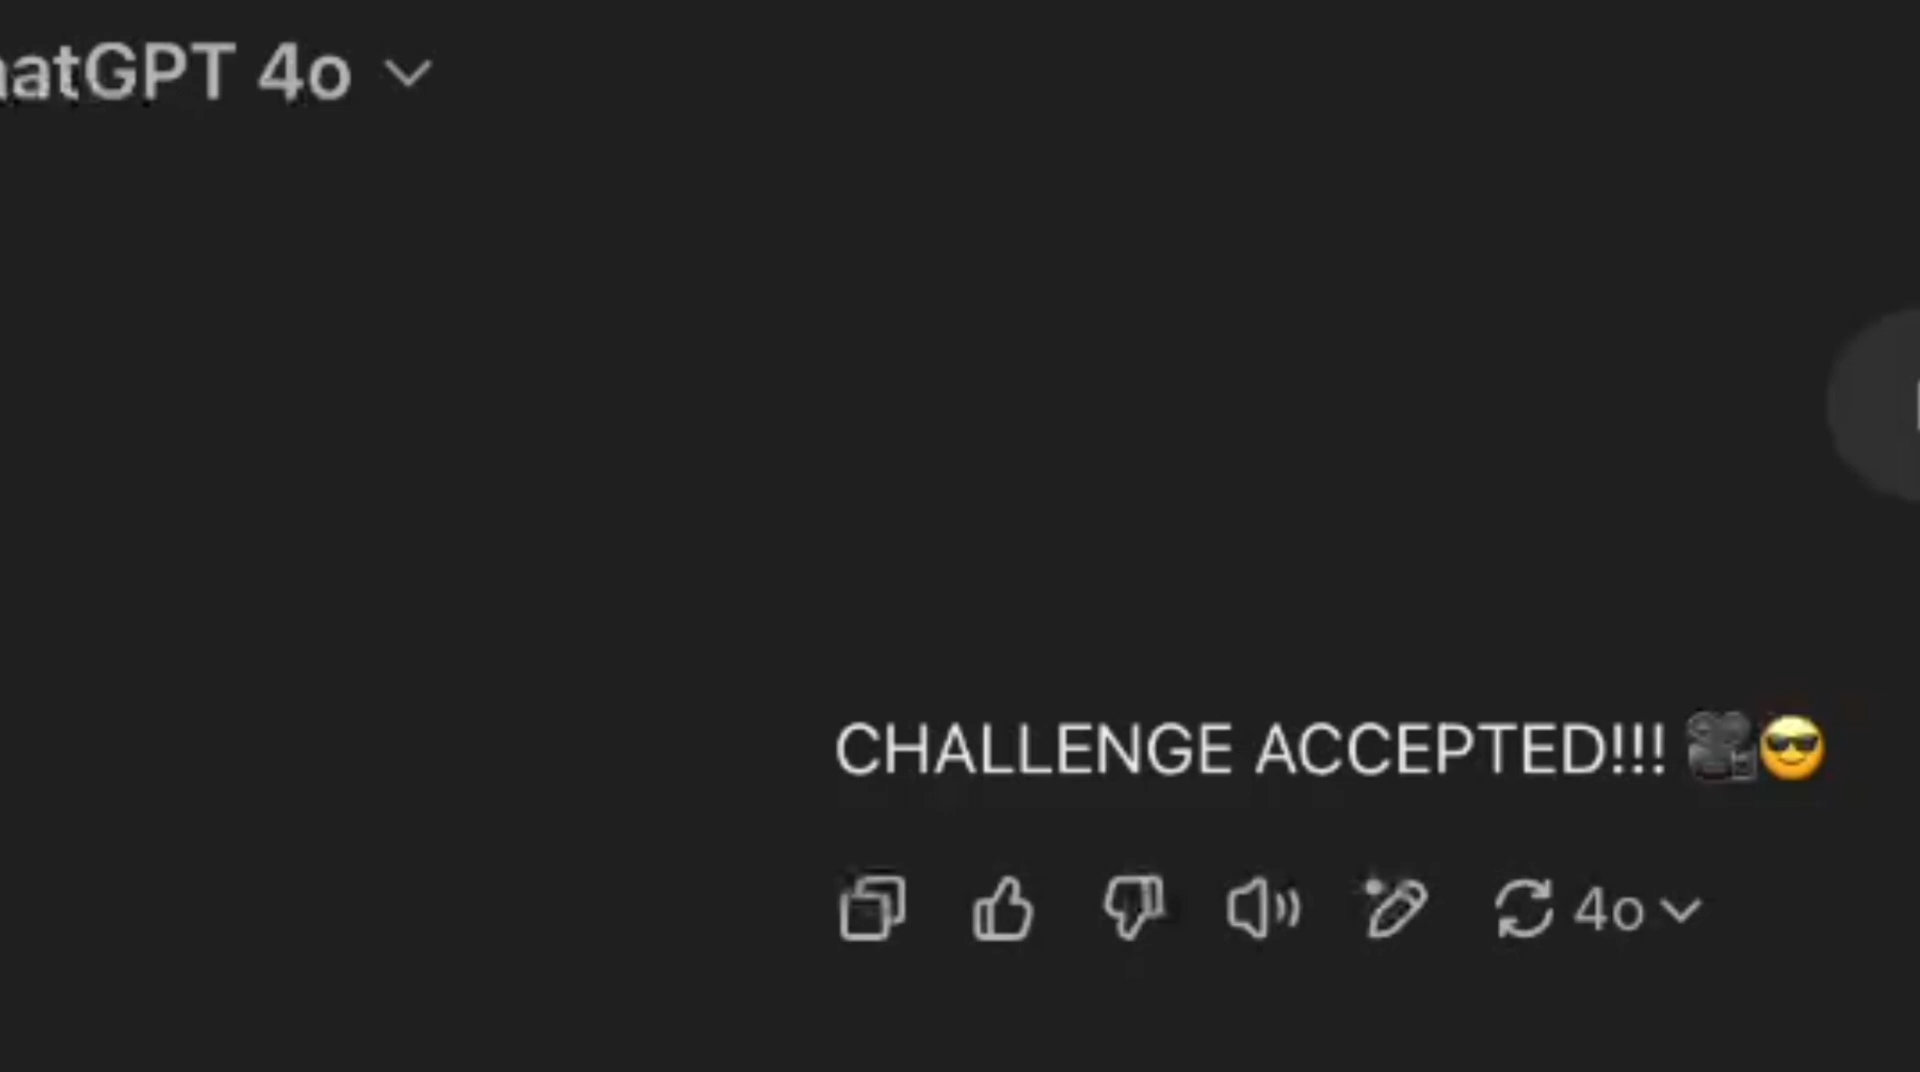 atGPT 4o
CHALLENGE ACCEPTED!!! 🎥😎
4o